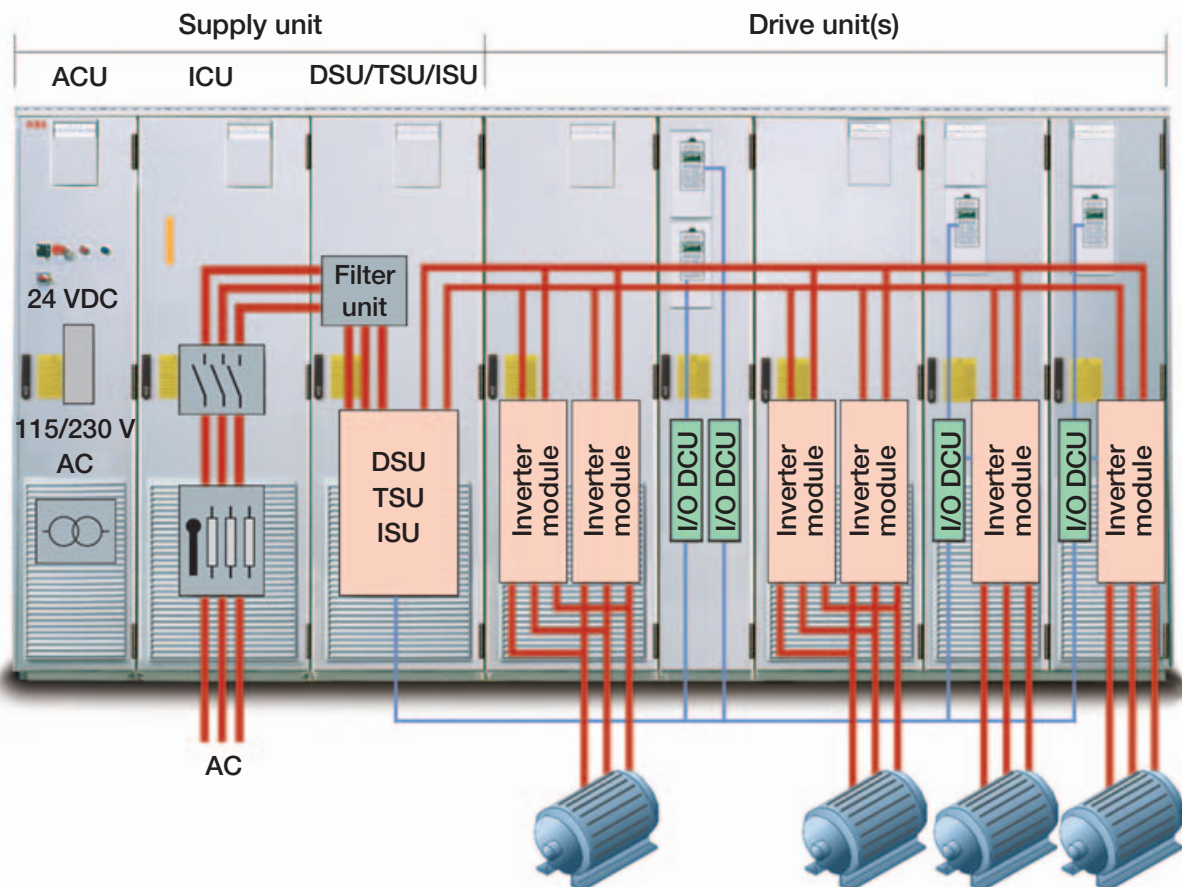 Supply unit
Drive unit(s)
ACU
ICU
DSU/TSU/ISU
ABB
24 VDC
115/230 V
AC
Filter
unit
DSU
TSU
ISU
Inverter
module
Inverter
module
I/O DCU
I/O DCU
Inverter
module
Inverter
module
I/O DCU
Inverter
module
I/O DCU
Inverter
module
AC